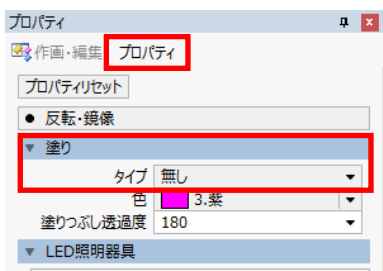 プロパティ
作画・編集 プロパティ
プロパティリセット
● 反転・鏡像
▼ 塗り
タイプ 無し
色 3.紫
塗りつぶし透過度 180
▼ LED照明器具